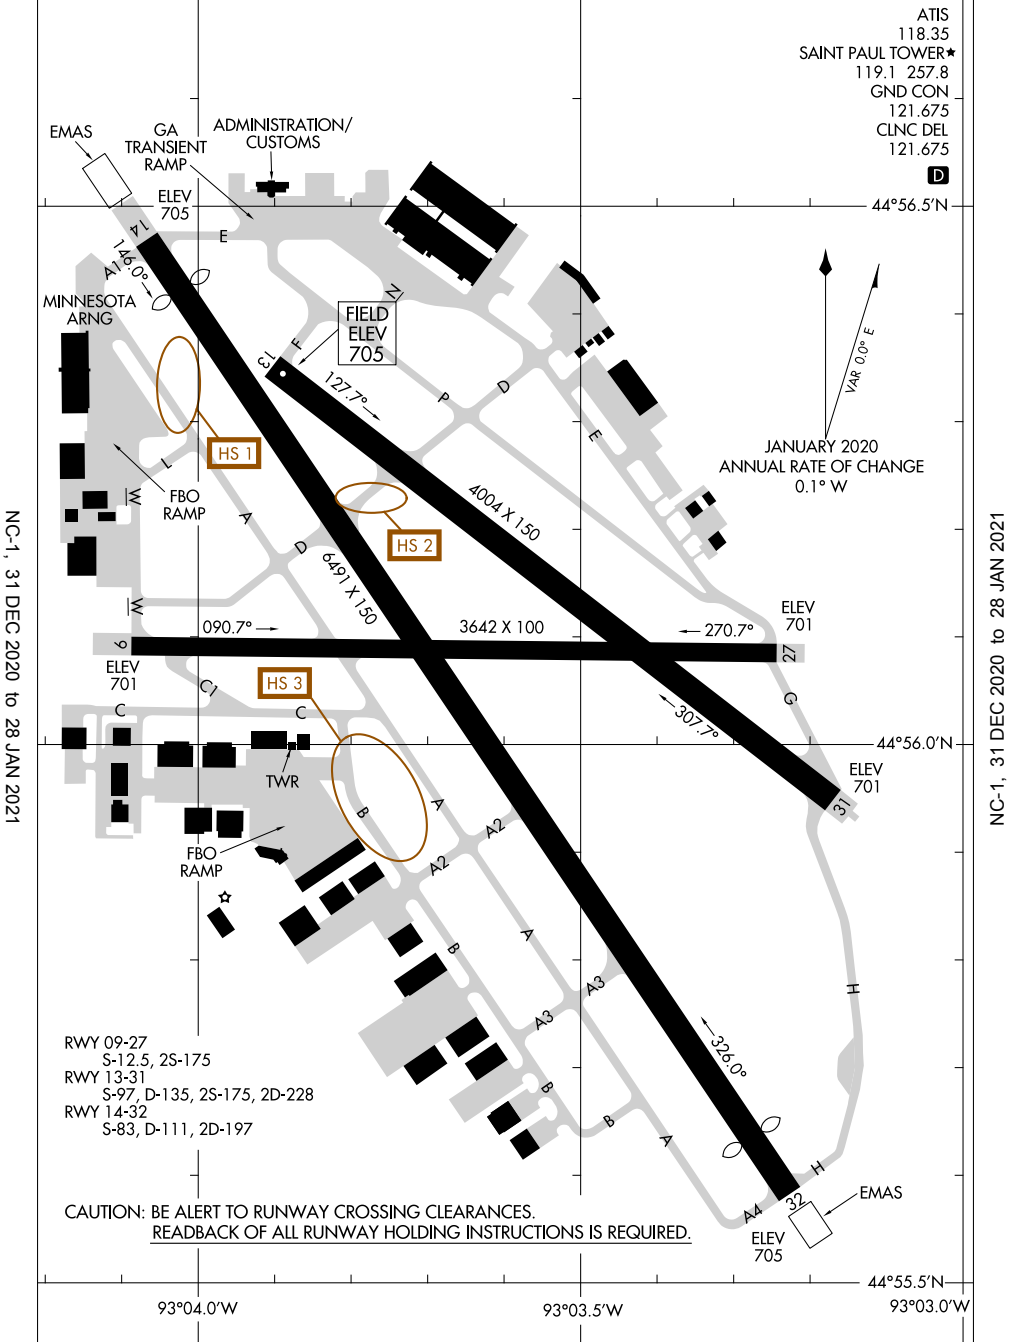 ATIS
118.35
SAINT PAUL TOWER★
119.1 257.8
GND CON
121.675
CLNC DEL
121.675
D
EMAS
GA
TRANSIENT
RAMP
ADMINISTRATION/
CUSTOMS
ELEV
705
44°56.5'N
14
E
146.0°
A1
MINNESOTA
ARNG
N
FIELD
ELEV
705
F
13
127.7°
P
D
E
VAR 0.0° E
JANUARY 2020
ANNUAL RATE OF CHANGE
0.1° W
HS 1
L
FBO
RAMP
W
A
HS 2
4004 X 150
D
6491 X 150
W
ELEV
701
090.7°
3642 X 100
270.7°
9
27
ELEV
701
HS 3
C1
G
C
C
307.7°
44°56.0'N
TWR
ELEV
701
31
B
A
A2
A2
FBO
RAMP
B
A
A3
A3
H
326.0°
RWY 09-27
S-12.5, 2S-175
RWY 13-31
S-97, D-135, 2S-175, 2D-228
RWY 14-32
S-83, D-111, 2D-197
B
B
A
H
A4
32
EMAS
ELEV
705
CAUTION: BE ALERT TO RUNWAY CROSSING CLEARANCES.
READBACK OF ALL RUNWAY HOLDING INSTRUCTIONS IS REQUIRED.
44°55.5'N
93°04.0'W
93°03.5'W
93°03.0'W
NC-1, 31 DEC 2020 to 28 JAN 2021
NC-1, 31 DEC 2020 to 28 JAN 2021